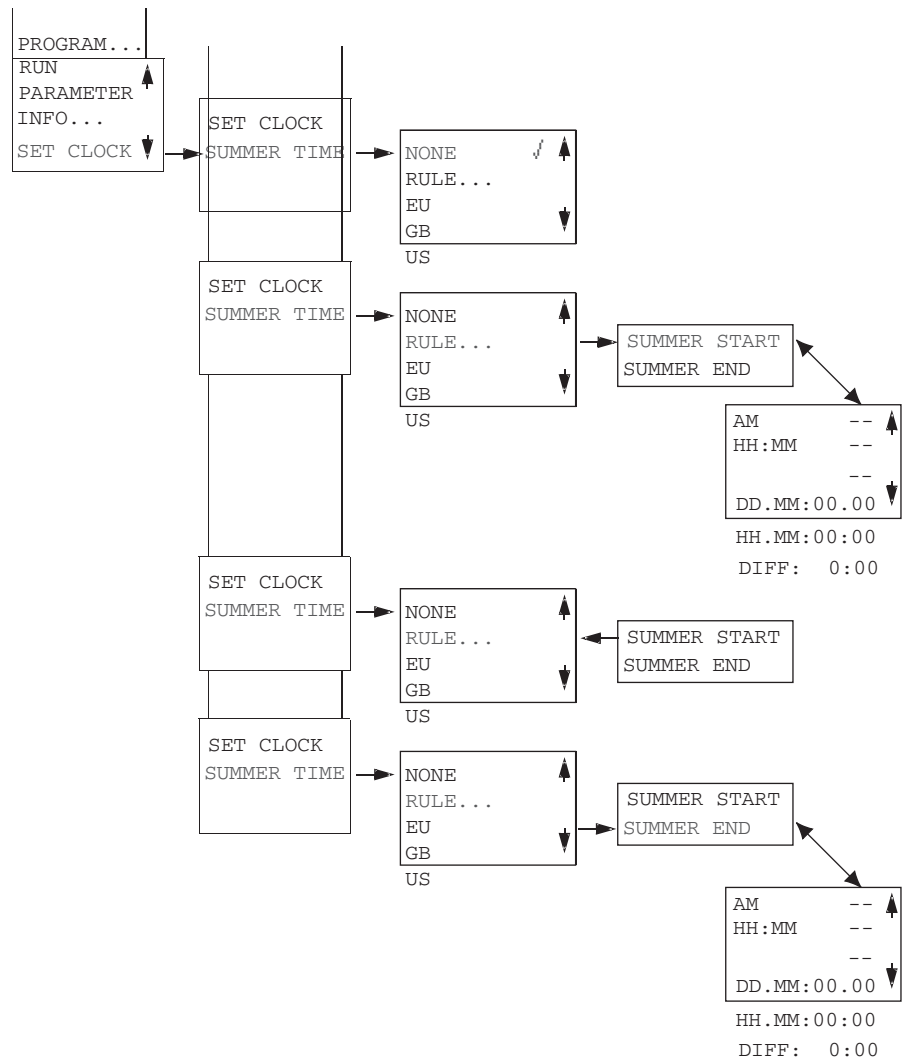 PROGRAM...
RUN
PARAMETER
INFO...
SET CLOCK
SET CLOCK
SUMMER TIME
NONE √
RULE...
EU
GB
US
SET CLOCK
SUMMER TIME
NONE
RULE...
EU
GB
US
SUMMER START
SUMMER END
AM --
HH:MM --
--
DD.MM:00.00
HH.MM:00:00
DIFF: 0:00
SET CLOCK
SUMMER TIME
NONE
RULE...
EU
GB
US
SUMMER START
SUMMER END
SET CLOCK
SUMMER TIME
NONE
RULE...
EU
GB
US
SUMMER START
SUMMER END
AM --
HH:MM --
--
DD.MM:00.00
HH.MM:00:00
DIFF: 0:00